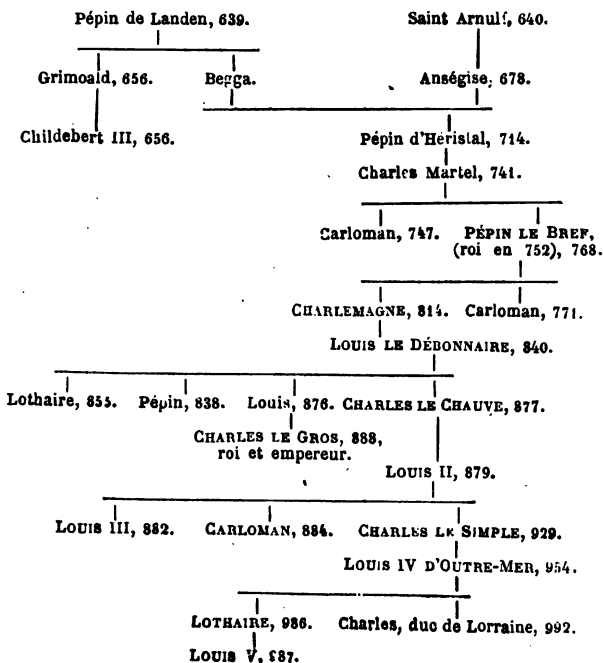 Pépin de Landen, 639. Saint Arnulf, 640.
Grimoald, 656. Begga. Anségise, 678.
Childebert III, 656. Pépin d'Héristal, 714.
Charles Martel, 741.
Carloman, 747. PÉPIN LE BREF,
(roi en 752), 768.
CHARLEMAGNE, 814. Carloman, 771.
LOUIS LE DÉBONNAIRE, 840.
Lothaire, 855. Pépin, 838. Louis, 876. CHARLES LE CHAUVE, 877.
CHARLES LE GROS, 888,
roi et empereur.
LOUIS II, 879.
LOUIS III, 882. CARLOMAN, 884. CHARLES LE SIMPLE, 929.
LOUIS IV D'OUTRE-MER, 954.
LOTHAIRE, 986. Charles, duc de Lorraine, 992.
LOUIS V, 987.